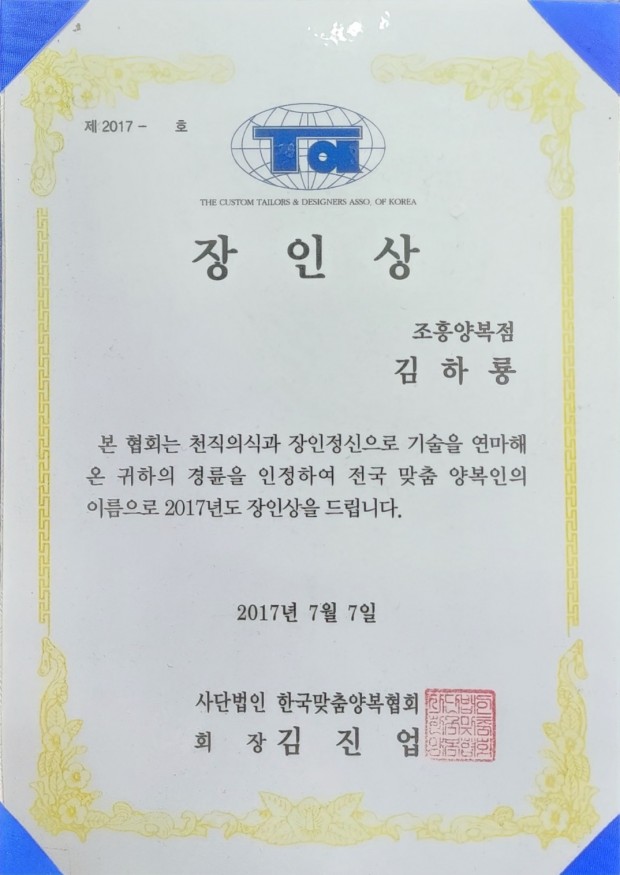 제 2017 - 호
Ta
THE CUSTOM TAILORS & DESIGNERS ASSO. OF KOREA
장 인 상
조흥양복점
김 하 룡
본 협회는 천직의식과 장인정신으로 기술을 연마해
온 귀하의 경륜을 인정하여 전국 맞춤 양복인의
이름으로 2017년도 장인상을 드립니다.
2017년 7월 7일
사단법인 한국맞춤양복협회
회 장 김 진 업